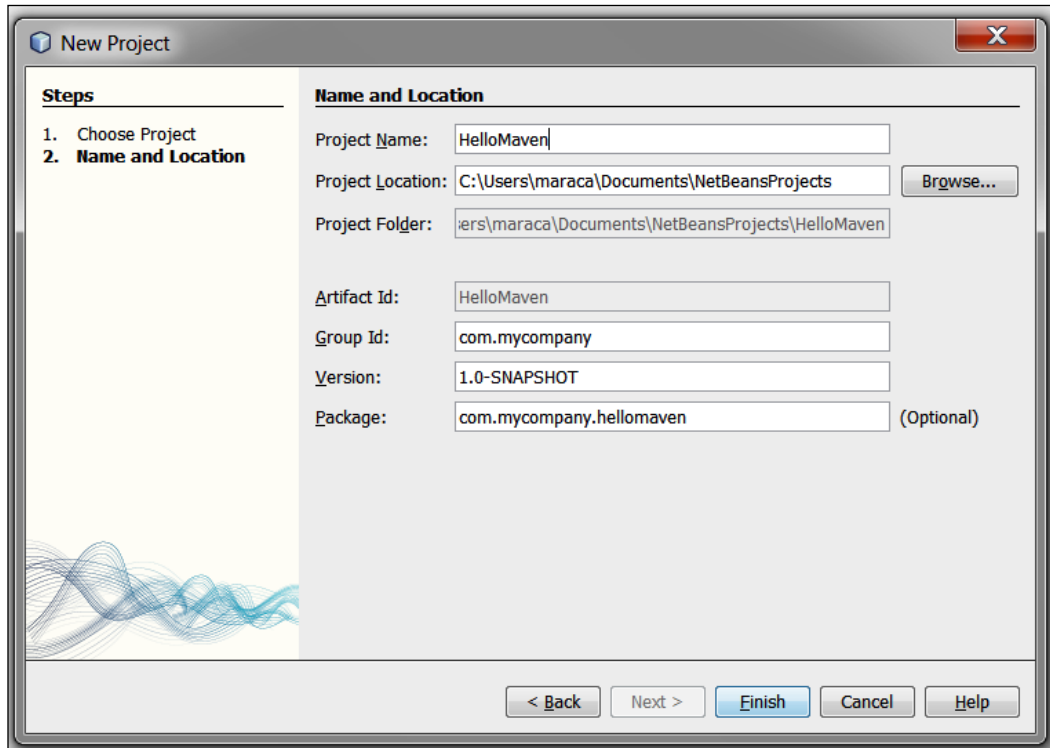 New Project
Steps
1. Choose Project
2. Name and Location
Name and Location
Project Name: HelloMaven
Project Location: C:\Users\maraca\Documents\NetBeansProjects Browse...
Project Folder: ers\maraca\Documents\NetBeansProjects\HelloMaven
Artifact Id: HelloMaven
Group Id: com.mycompany
Version: 1.0-SNAPSHOT
Package: com.mycompany.hellomaven (Optional)
< Back Next > Finish Cancel Help